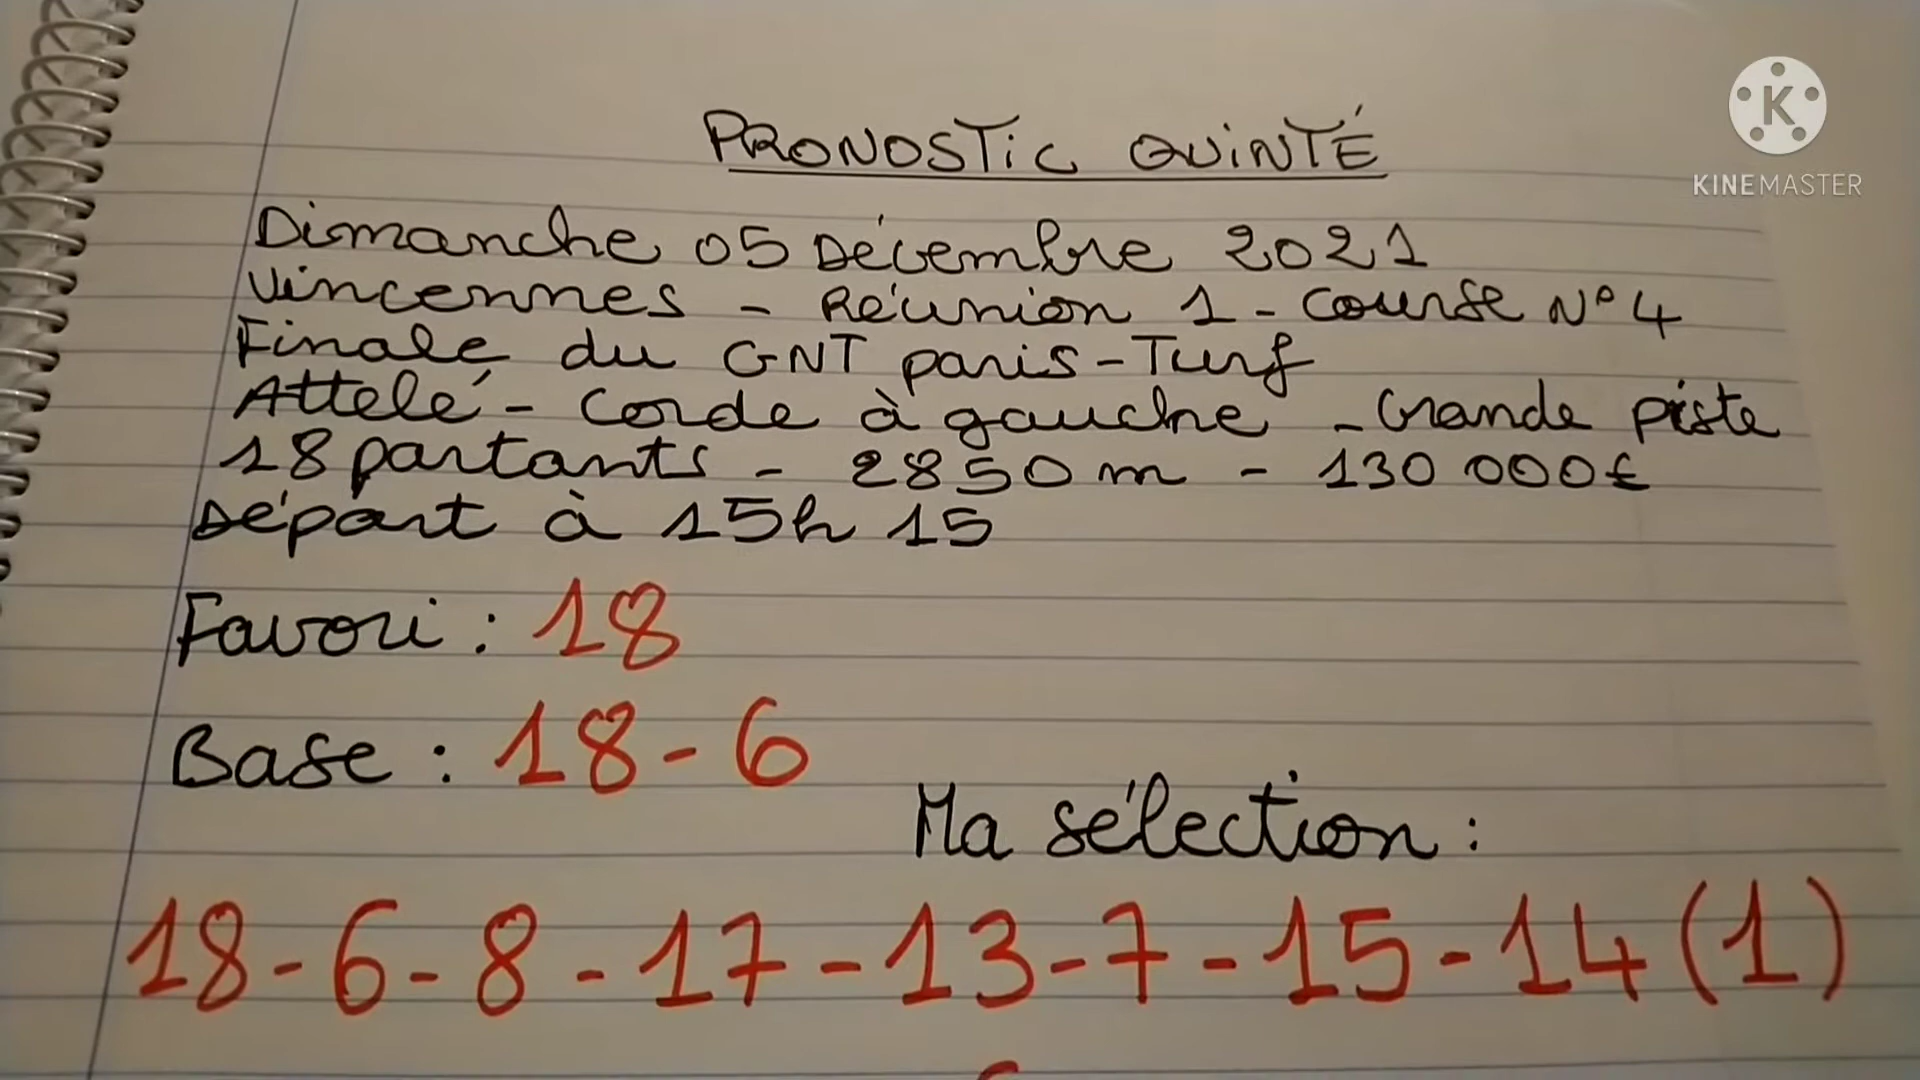 PRONOSTIC QUINTÉ
KINEMASTER
Dimanche 05 Décembre 2021
Vincennes - Réunion 1 - Course N° 4
Finale du GNT Paris-Turf
Attelé - Corde à gauche - Grande piste
18 partants - 2850 m - 130 000€
Départ à 15h 15
Favori : 18
Base : 18 - 6
Ma sélection :
18 - 6 - 8 - 17 - 13 - 7 - 15 - 14 (1)